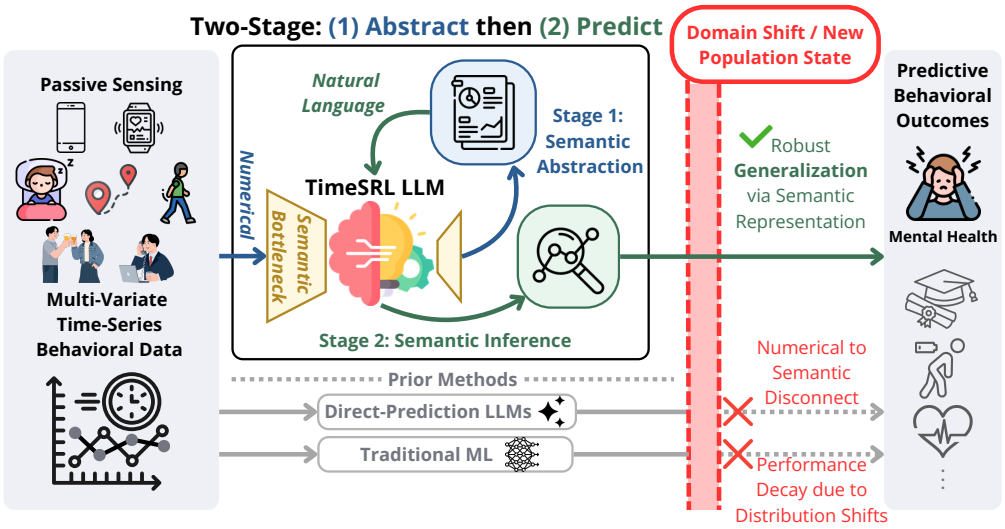 Two-Stage: (1) Abstract then (2) Predict
Domain Shift / New
Population State
Passive Sensing
z
z
Multi-Variate
Time-Series
Behavioral Data
Numerical
Natural
Language
Stage 1:
Semantic
Abstraction
TimeSRL LLM
Semantic
Bottleneck
Stage 2: Semantic Inference
Prior Methods
Direct-Prediction LLMs
Traditional ML
Robust
Generalization
via Semantic
Representation
Numerical to
Semantic
Disconnect
Performance
Decay due to
Distribution Shifts
Predictive
Behavioral
Outcomes
Mental Health